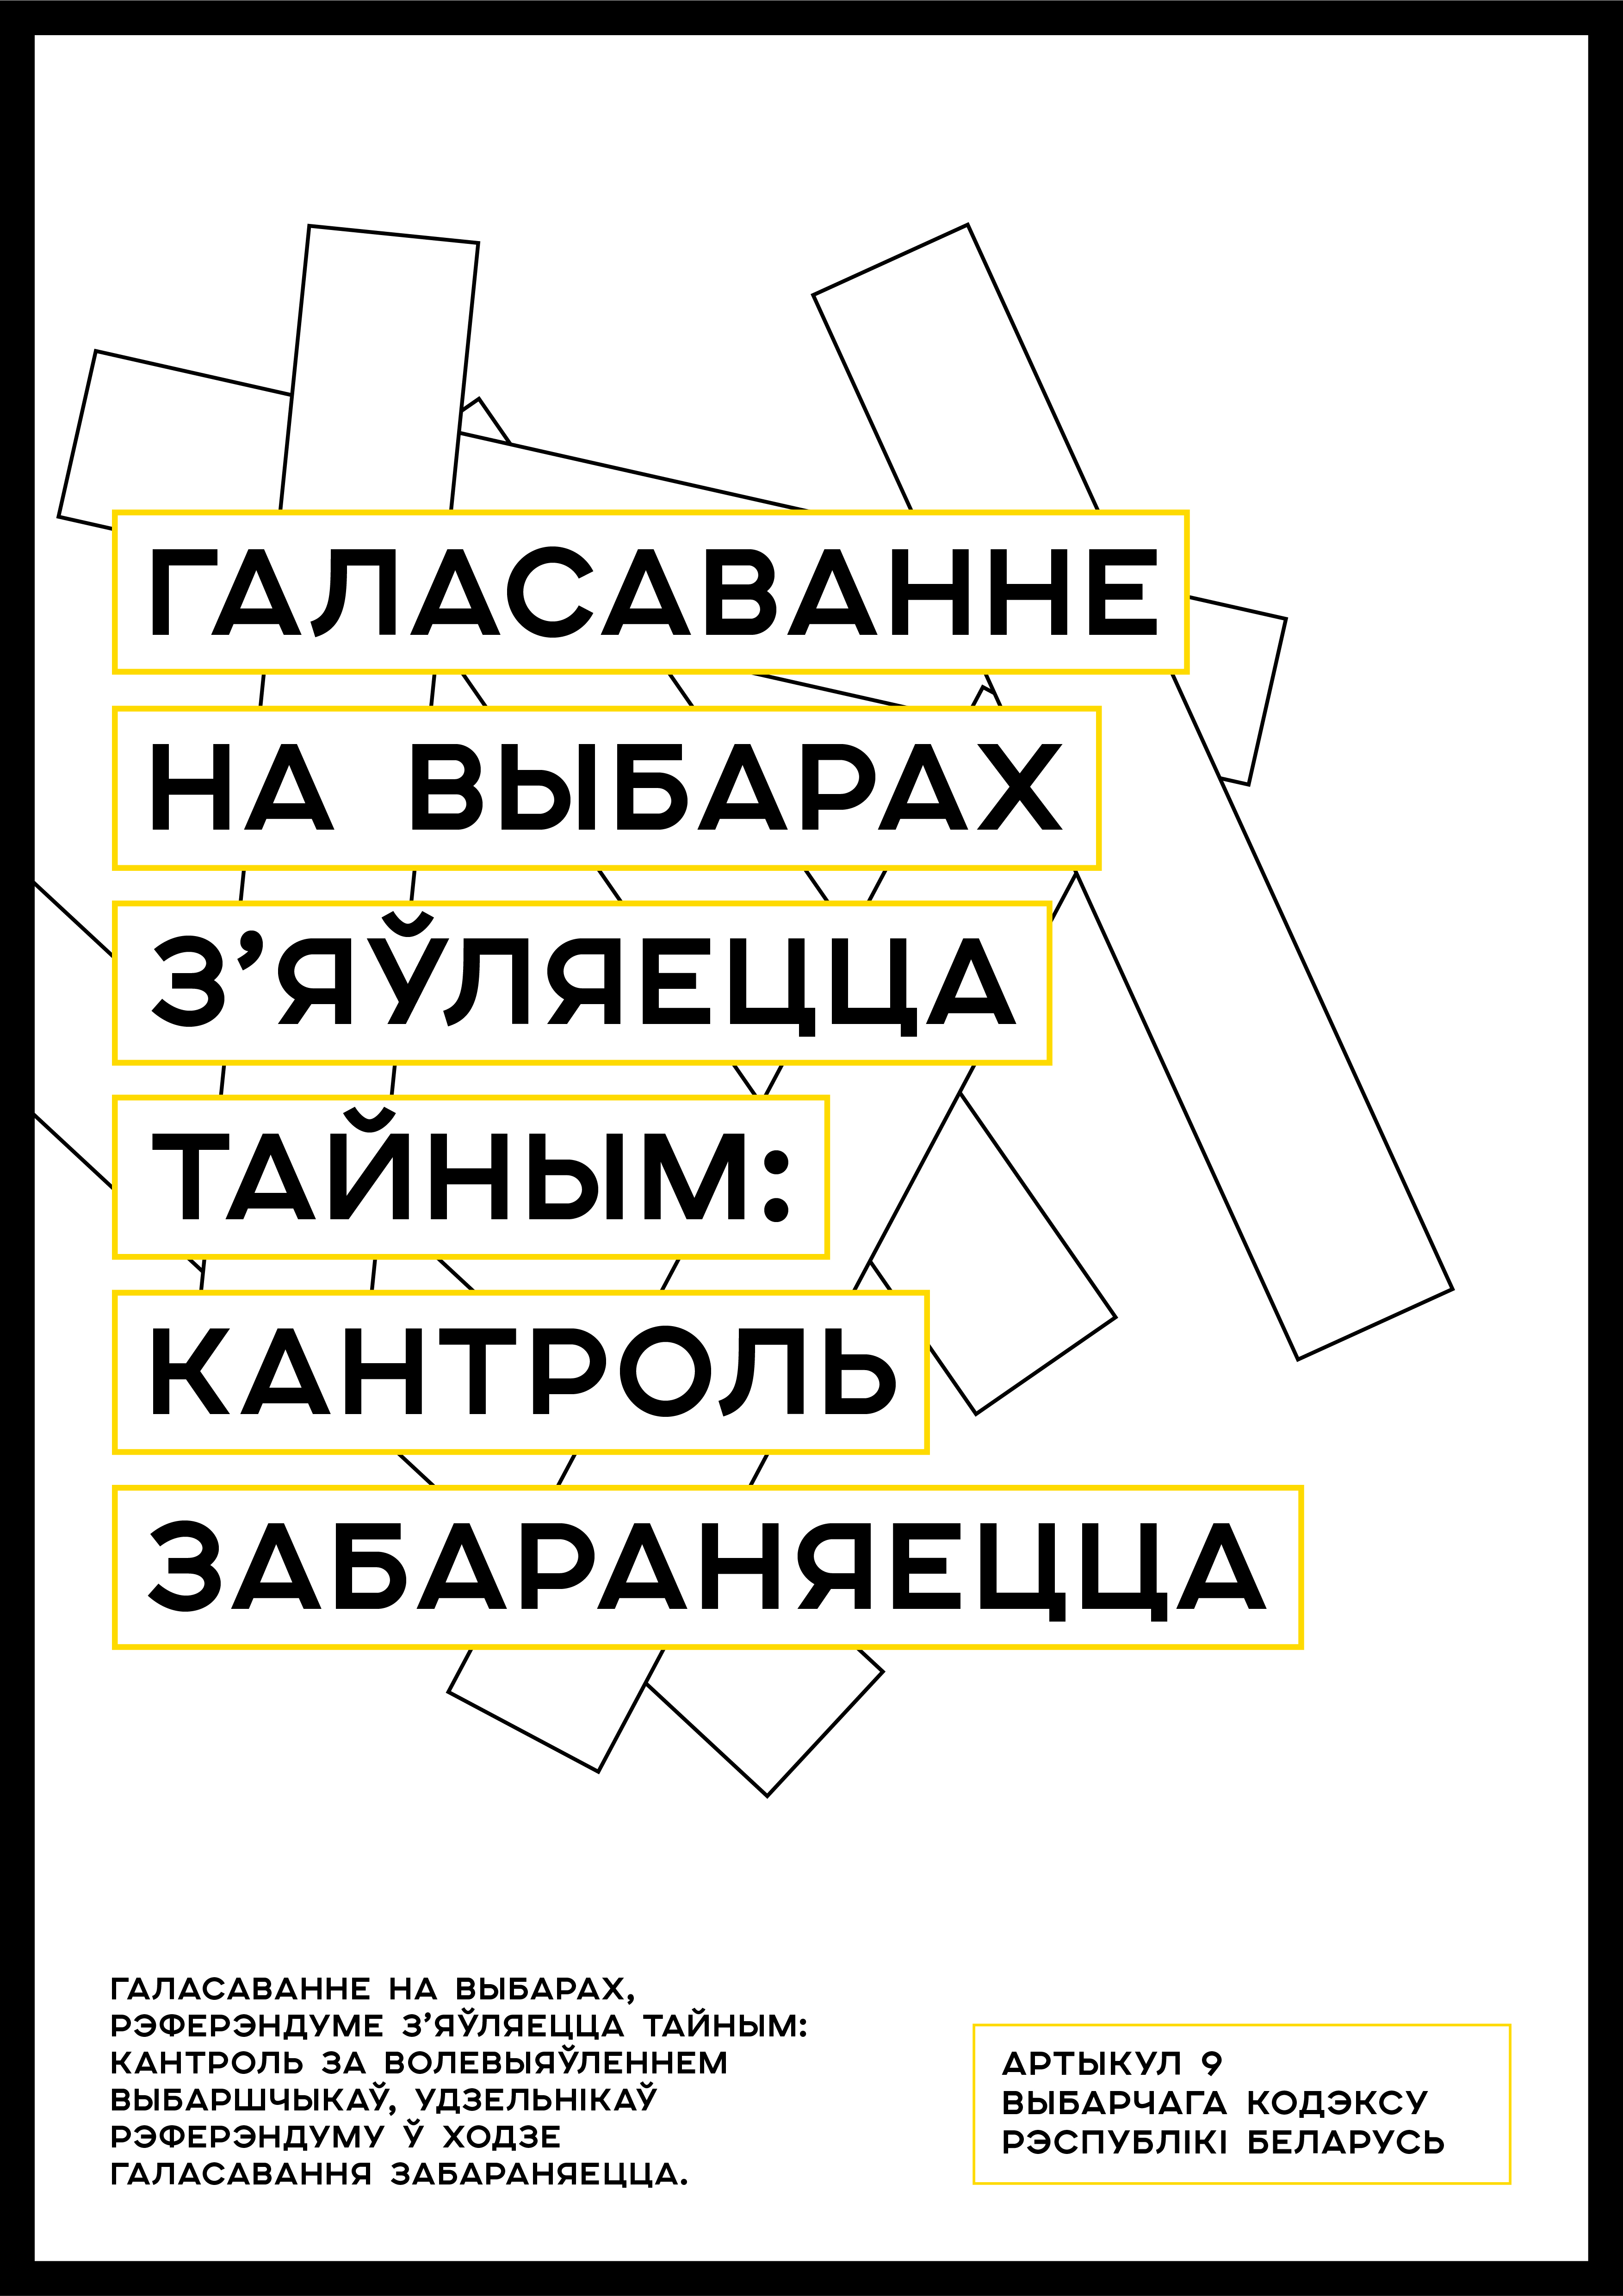 ГАЛАСАВАННЕ
НА ВЫБАРАХ
З’ЯЎЛЯЕЦЦА
ТАЙНЫМ:
КАНТРОЛЬ
ЗАБАРАНЯЕЦЦА
ГАЛАСАВАННЕ НА ВЫБАРАХ,
РЭФЕРЭНДУМЕ З’ЯЎЛЯЕЦЦА ТАЙНЫМ:
КАНТРОЛЬ ЗА ВОЛЕВЫЯЎЛЕННЕМ
ВЫБАРШЧЫКАЎ, УДЗЕЛЬНІКАЎ
РЭФЕРЭНДУМУ Ў ХОДЗЕ
ГАЛАСАВАННЯ ЗАБАРАНЯЕЦЦА.
АРТЫКУЛ 9
ВЫБАРЧАГА КОДЭКСУ
РЭСПУБЛІКІ БЕЛАРУСЬ